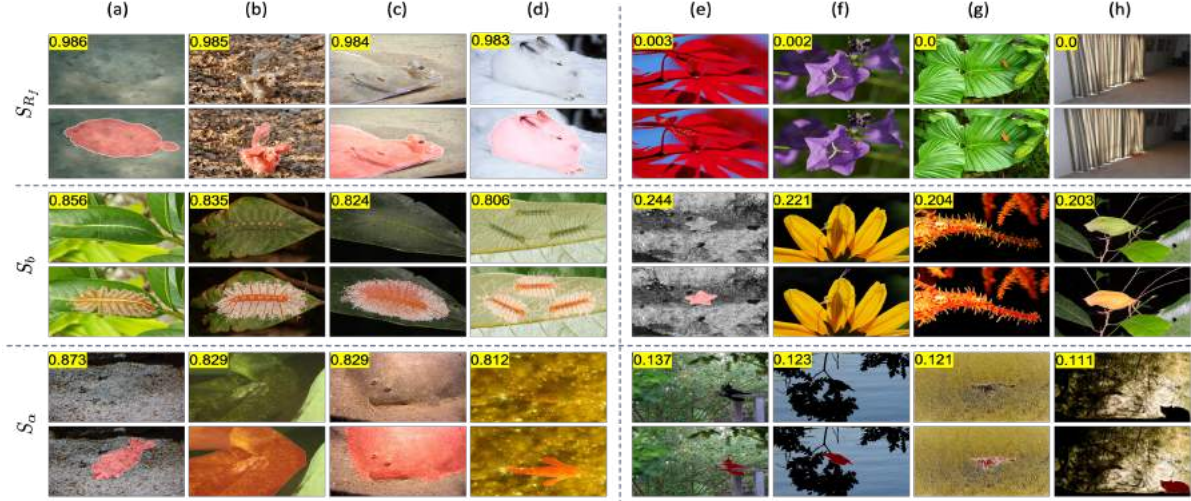 (a) (b) (c) (d) (e) (f) (g) (h)
S_{R_f} 0.986 0.985 0.984 0.983 0.003 0.002 0.0 0.0
S_b 0.856 0.835 0.824 0.806 0.244 0.221 0.204 0.203
S_α 0.873 0.829 0.829 0.812 0.137 0.123 0.121 0.111